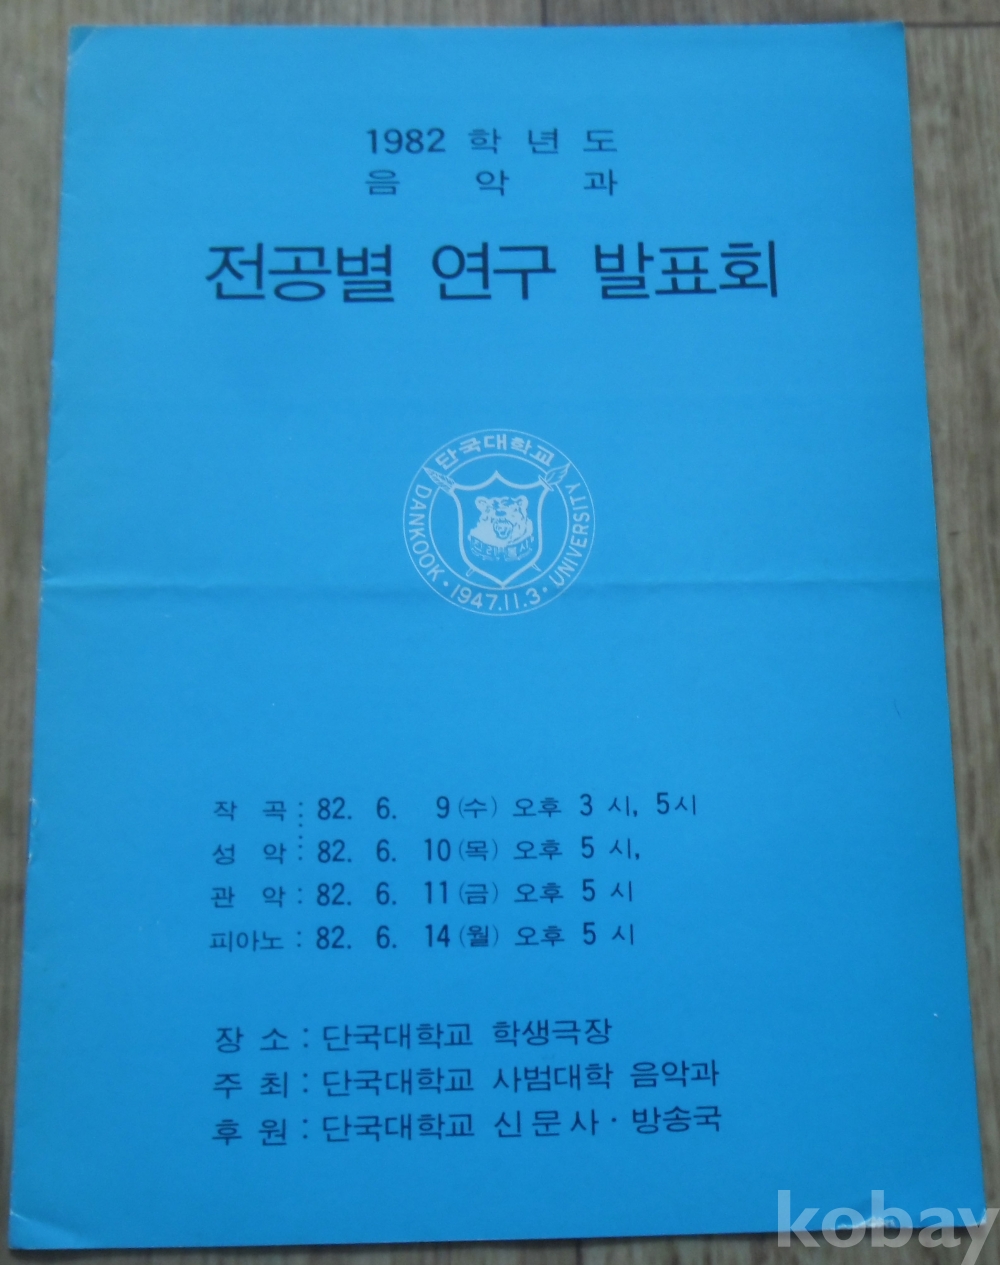 1982 학년도
음악과
전공별 연구 발표회
단국대학교
DANKOOK · 1947.11.3 · UNIVERSITY
작곡 : 82. 6. 9 (수) 오후 3 시, 5시
성악 : 82. 6. 10 (목) 오후 5 시,
관악 : 82. 6. 11 (금) 오후 5 시
피아노 : 82. 6. 14 (월) 오후 5 시
장소 : 단국대학교 학생극장
주최 : 단국대학교 사범대학 음악과
후원 : 단국대학교 신문사 · 방송국
kobay